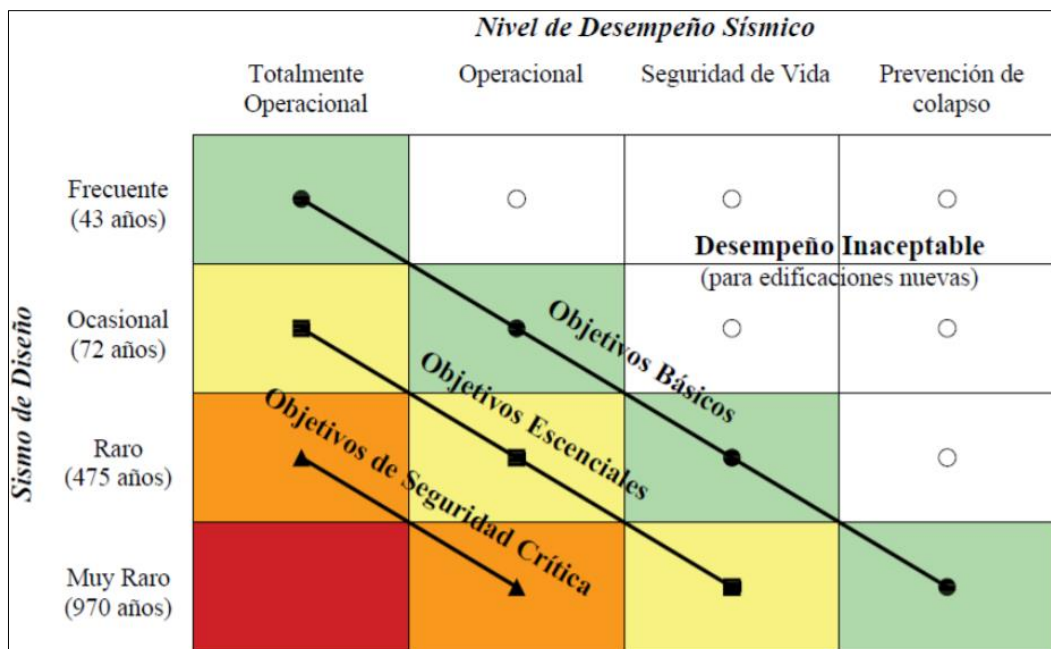 Nivel de Desempeño Sísmico
Totalmente
Operacional
Operacional
Seguridad de Vida
Prevención de
colapso
Sismo de Diseño
Frecuente
(43 años)
Desempeño Inaceptable
(para edificaciones nuevas)
Ocasional
(72 años)
Objetivos Básicos
Objetivos Escenciales
Objetivos de Seguridad Crítica
Raro
(475 años)
Muy Raro
(970 años)